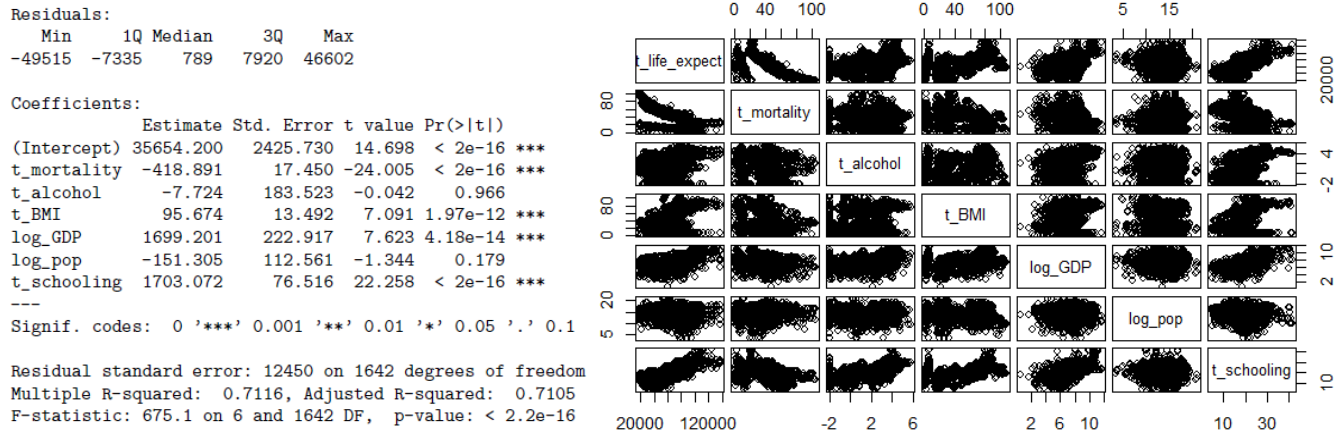 Residuals:
Min 1Q Median 3Q Max
-49515 -7335 789 7920 46602
Coefficients:
Estimate Std. Error t value Pr(>|t|)
(Intercept) 35654.200 2425.730 14.698 < 2e-16 ***
t_mortality -418.891 17.450 -24.005 < 2e-16 ***
t_alcohol -7.724 183.523 -0.042 0.966
t_BMI 95.674 13.492 7.091 1.97e-12 ***
log_GDP 1699.201 222.917 7.623 4.18e-14 ***
log_pop -151.305 112.561 -1.344 0.179
t_schooling 1703.072 76.516 22.258 < 2e-16 ***
---
Signif. codes: 0 '***' 0.001 '**' 0.01 '*' 0.05 '.' 0.1
Residual standard error: 12450 on 1642 degrees of freedom
Multiple R-squared: 0.7116, Adjusted R-squared: 0.7105
F-statistic: 675.1 on 6 and 1642 DF, p-value: < 2.2e-16
0 40 100 0 40 100 5 15
t_life_expect
20000
0 80
t_mortality
t_alcohol
-2 4
0 80
t_BMI
log_GDP
2 10
5 20
log_pop
t_schooling
10
20000 120000 -2 2 6 2 6 10 30